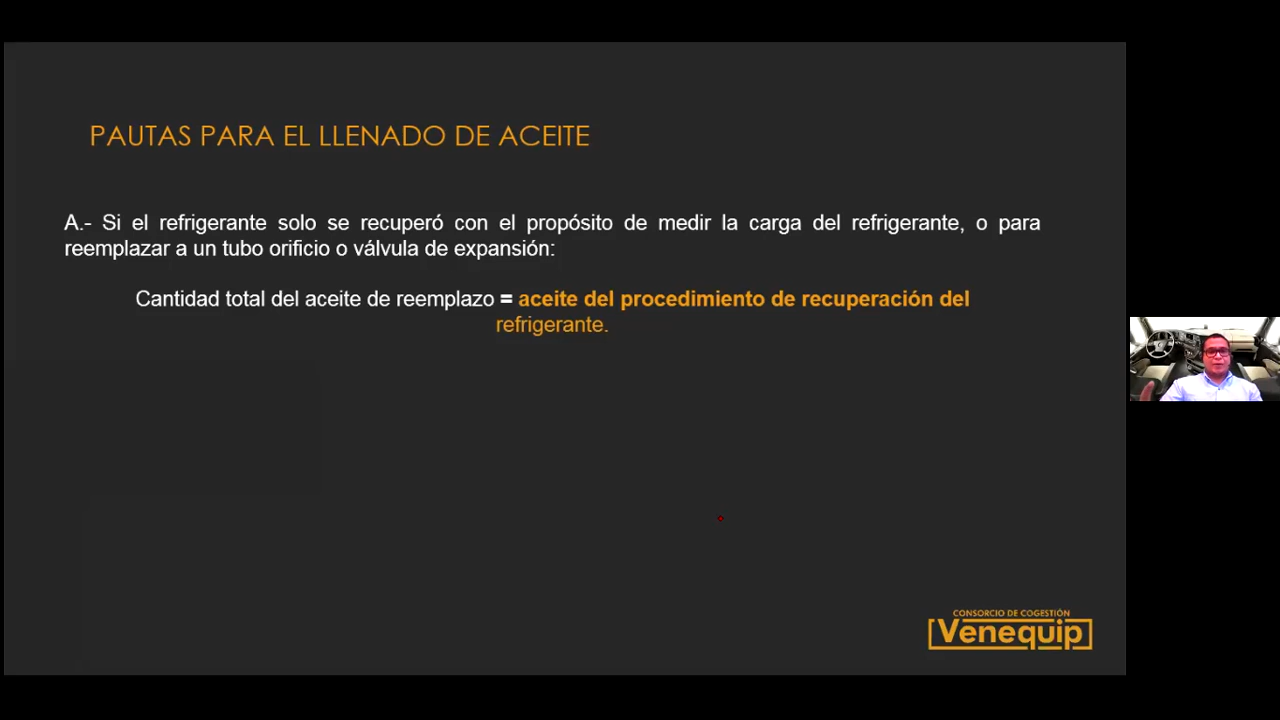 PAUTAS PARA EL LLENADO DE ACEITE
A.- Si el refrigerante solo se recuperó con el propósito de medir la carga del refrigerante, o para
reemplazar a un tubo orificio o válvula de expansión:
Cantidad total del aceite de reemplazo = aceite del procedimiento de recuperación del
refrigerante.
CONSORCIO DE COGESTIÓN
Venequip